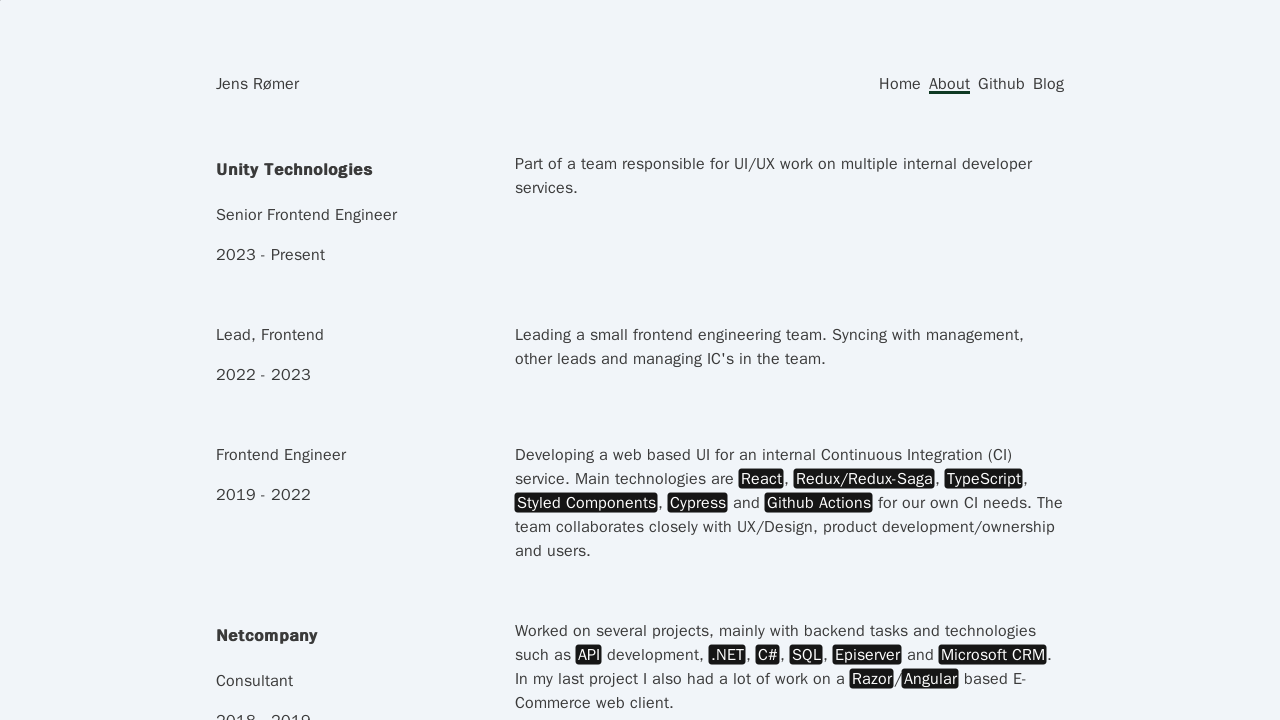 Jens Rømer
Home About Github Blog
Unity Technologies
Senior Frontend Engineer
2023 - Present
Part of a team responsible for UI/UX work on multiple internal developer
services.
Lead, Frontend
2022 - 2023
Leading a small frontend engineering team. Syncing with management,
other leads and managing IC's in the team.
Frontend Engineer
2019 - 2022
Developing a web based UI for an internal Continuous Integration (CI)
service. Main technologies are React, Redux/Redux-Saga, TypeScript,
Styled Components, Cypress and Github Actions for our own CI needs. The
team collaborates closely with UX/Design, product development/ownership
and users.
Netcompany
Consultant
2018 - 2019
Worked on several projects, mainly with backend tasks and technologies
such as API development, .NET, C#, SQL, Episerver and Microsoft CRM.
In my last project I also had a lot of work on a Razor/Angular based E-
Commerce web client.